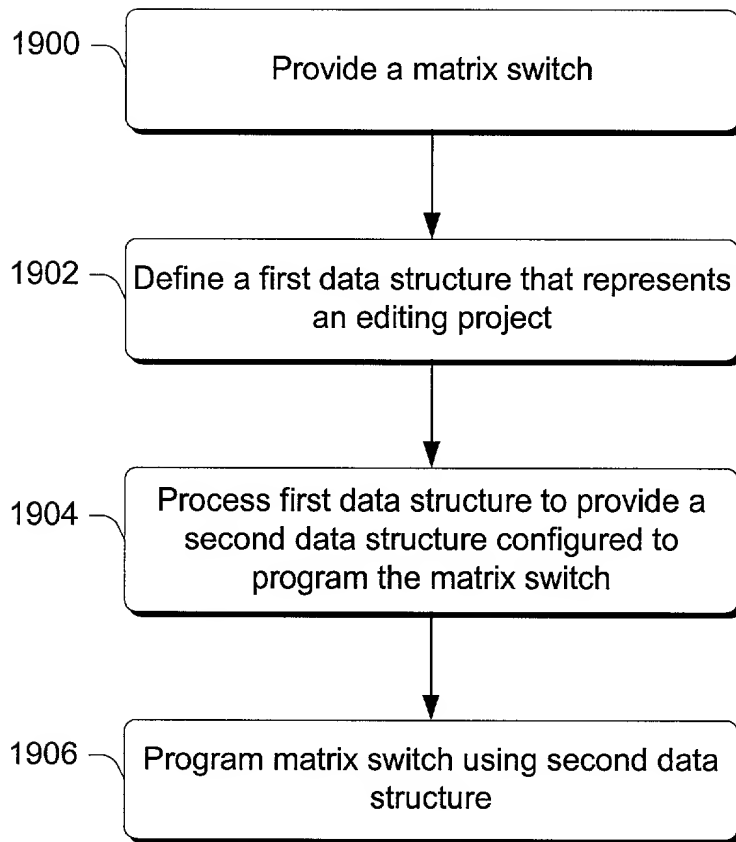 1900
Provide a matrix switch
1902
Define a first data structure that represents
an editing project
1904
Process first data structure to provide a
second data structure configured to
program the matrix switch
1906
Program matrix switch using second data
structure